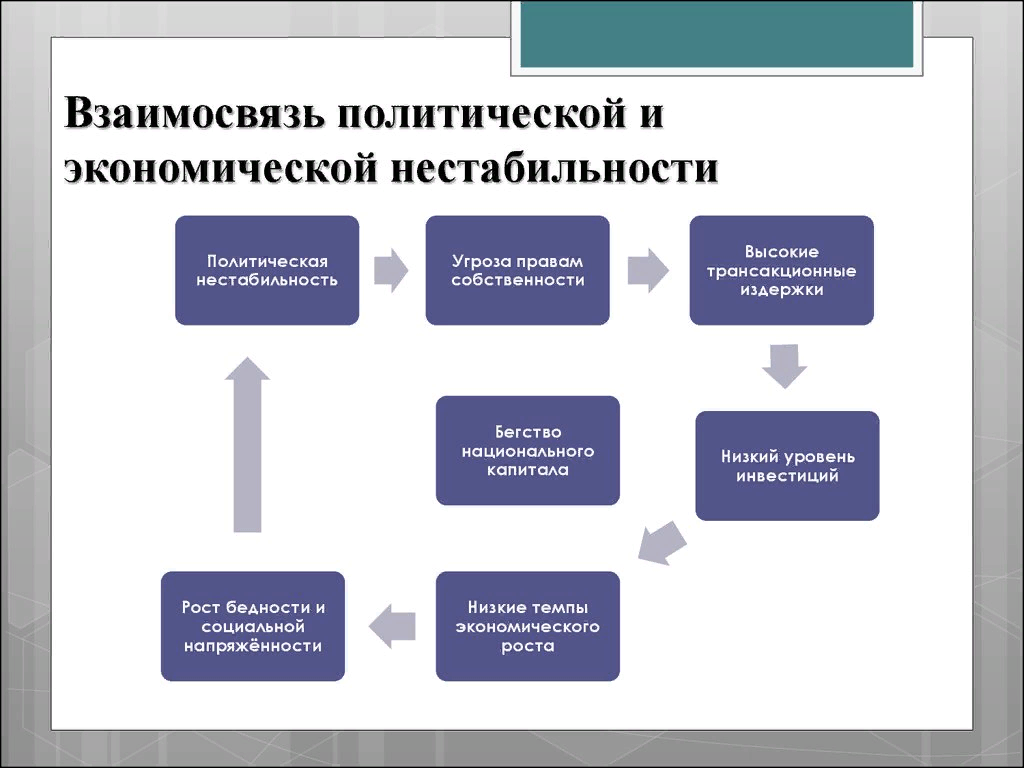 Взаимосвязь политической и
экономической нестабильности
Политическая
нестабильность
Угроза правам
собственности
Высокие
трансакционные
издержки
Бегство
национального
капитала
Низкий уровень
инвестиций
Рост бедности и
социальной
напряжённости
Низкие темпы
экономического
роста